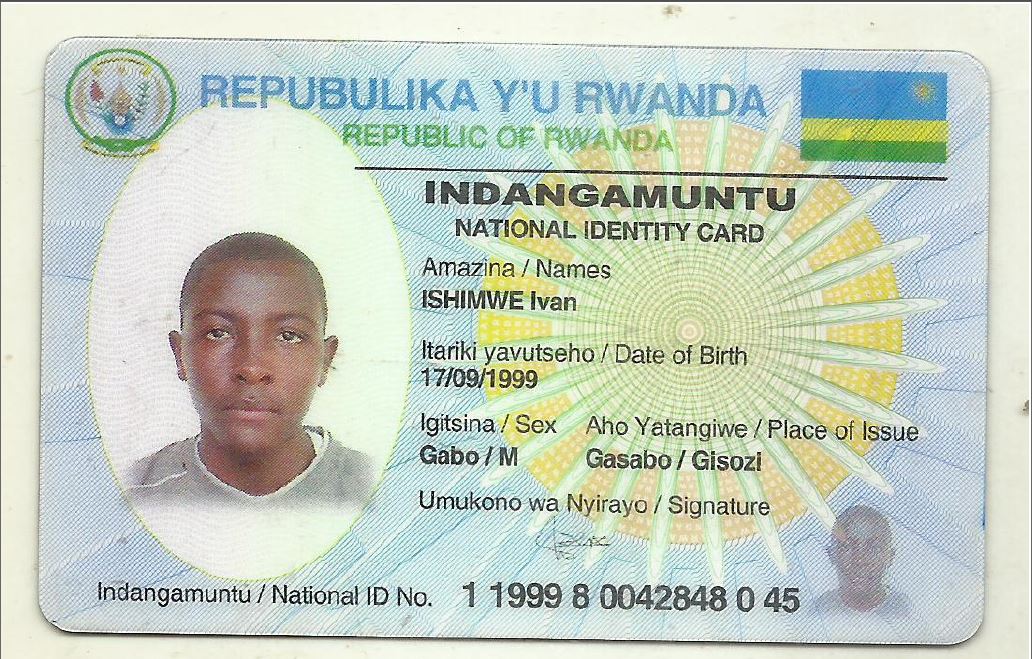 REPUBULIKA Y'U RWANDA
REPUBLIC OF RWANDA
INDANGAMUNTU
NATIONAL IDENTITY CARD
Amazina / Names
ISHIMWE Ivan
Itariki yavutseho / Date of Birth
17/09/1999
Igitsina / Sex Aho Yatangiwe / Place of Issue
Gabo / M Gasabo / Gisozi
Umukono wa Nyirayo / Signature
Indangamuntu / National ID No. 1 1999 8 0042848 0 45